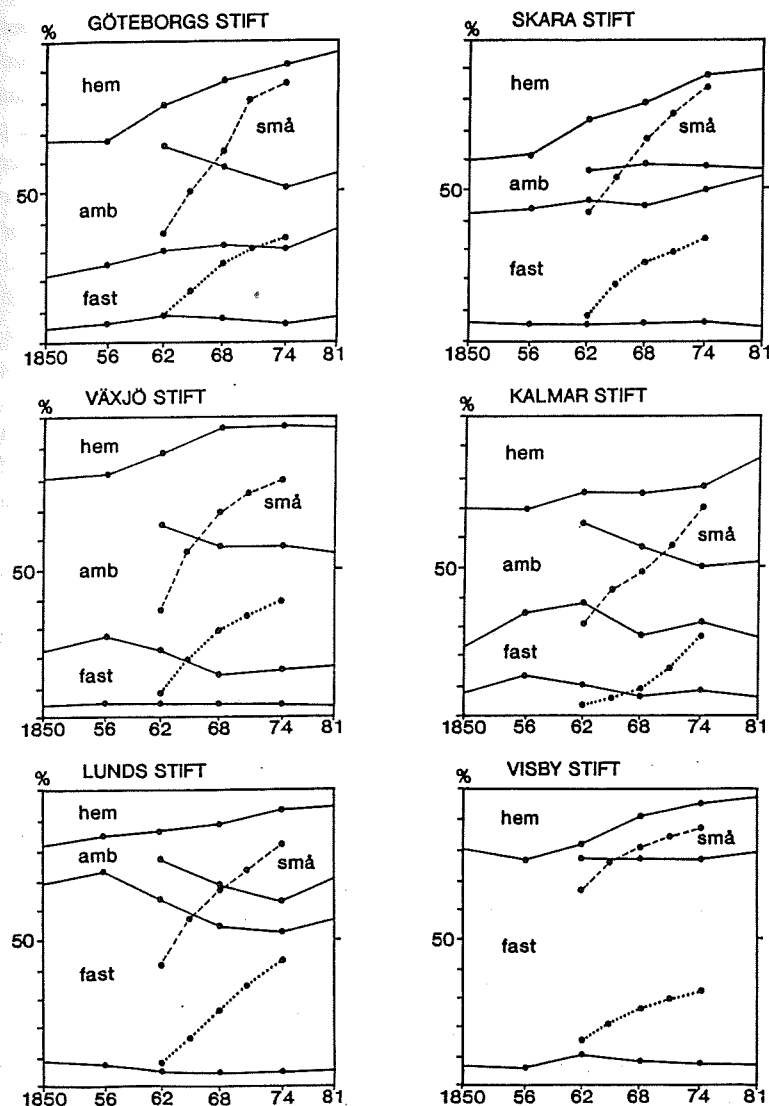 GÖTEBORGS STIFT
%
hem
små
50
amb
fast
1850 56 62 68 74 81
SKARA STIFT
%
hem
små
50
amb
fast
1850 56 62 68 74 81
VÄXJÖ STIFT
%
hem
små
50
amb
fast
1850 56 62 68 74 81
KALMAR STIFT
%
hem
små
50
amb
fast
1850 56 62 68 74 81
LUNDS STIFT
%
hem
amb
små
50
fast
1850 56 62 68 74 81
VISBY STIFT
%
hem
små
50
fast
1850 56 62 68 74 81